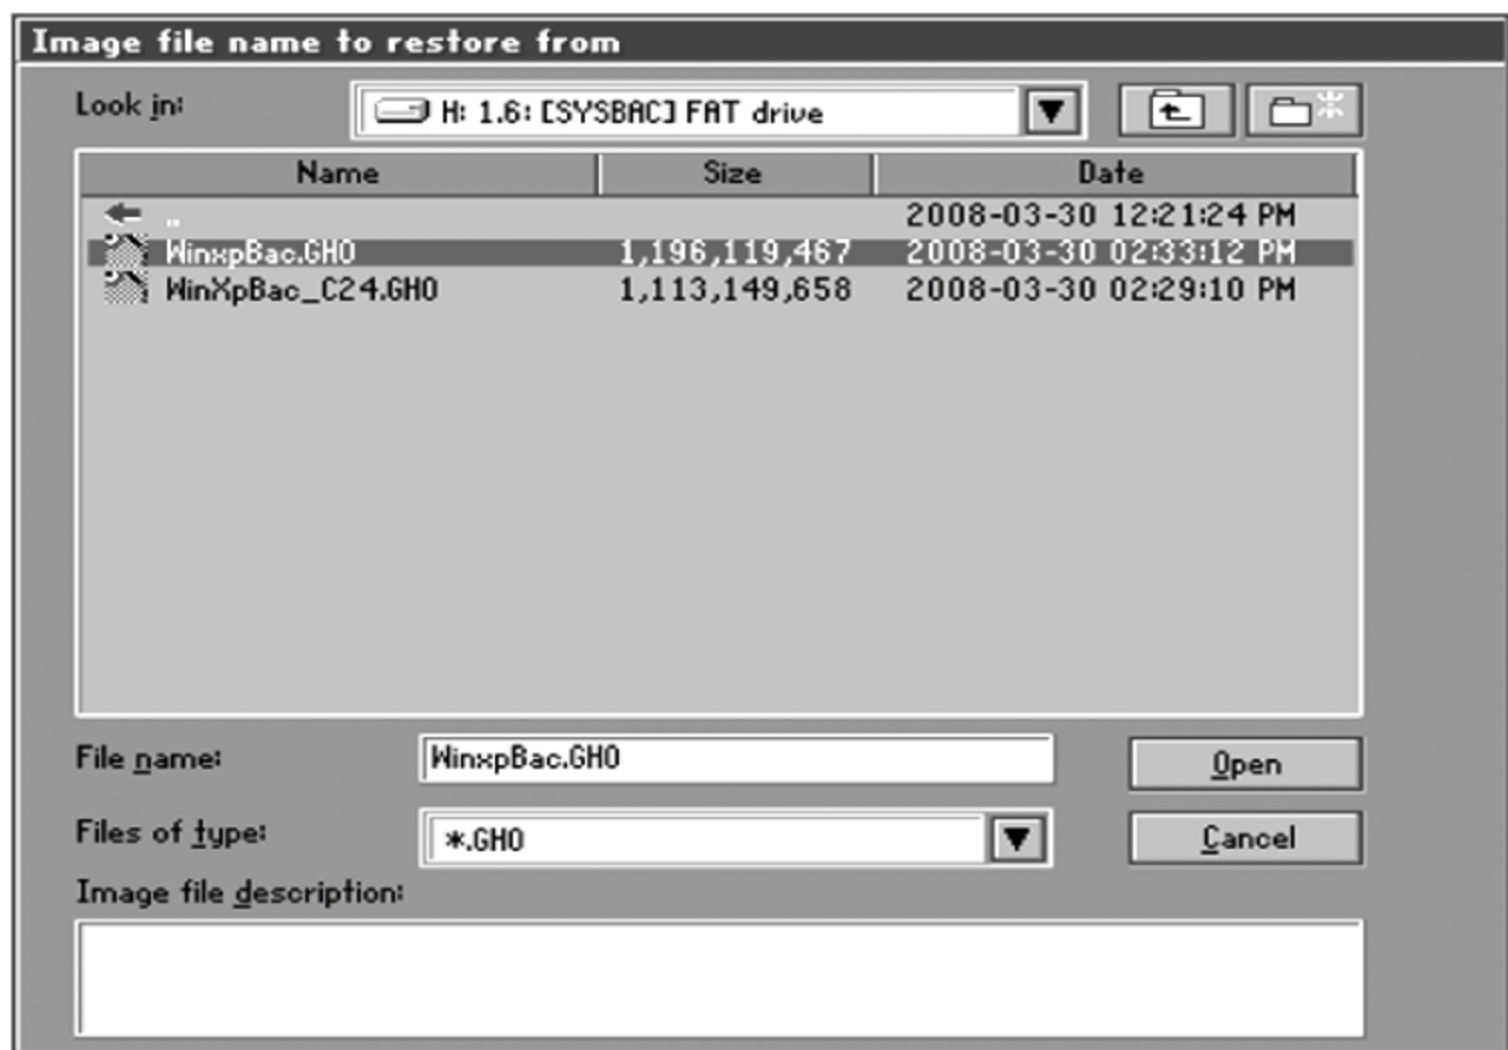 Image file name to restore from
Look in: H: 1.6: [SYSBAC] FAT drive
Name Size Date
.. 2008-03-30 12:21:24 PM
WinxpBac.GHO 1,196,119,467 2008-03-30 02:33:12 PM
WinXpBac_C24.GHO 1,113,149,658 2008-03-30 02:29:10 PM
File name: WinxpBac.GHO Open
Files of type: *.GHO Cancel
Image file description: